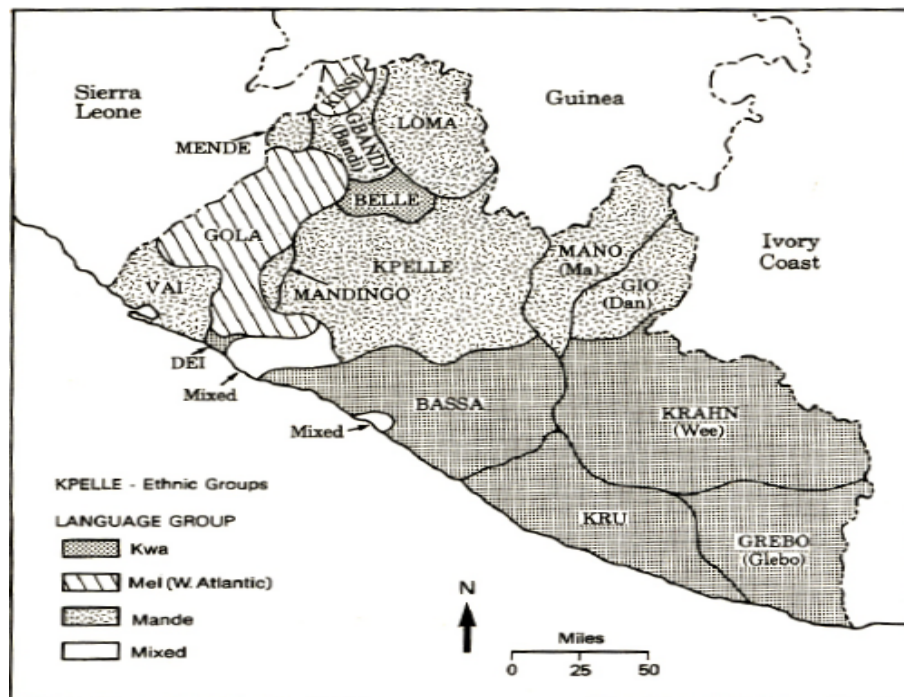 Sierra
Leone
Guinea
KISSI
GBANDI
(Bandi)
LOMA
MENDE
BELLE
GOLA
MANO
(Ma)
Ivory
Coast
KPELLE
GIO
(Dan)
VAI
MANDINGO
DEI
Mixed
BASSA
KRAHN
(Wee)
Mixed
KPELLE - Ethnic Groups
LANGUAGE GROUP
Kwa
Mel (W. Atlantic)
Mande
Mixed
KRU
GREBO
(Glebo)
N
Miles
0 25 50